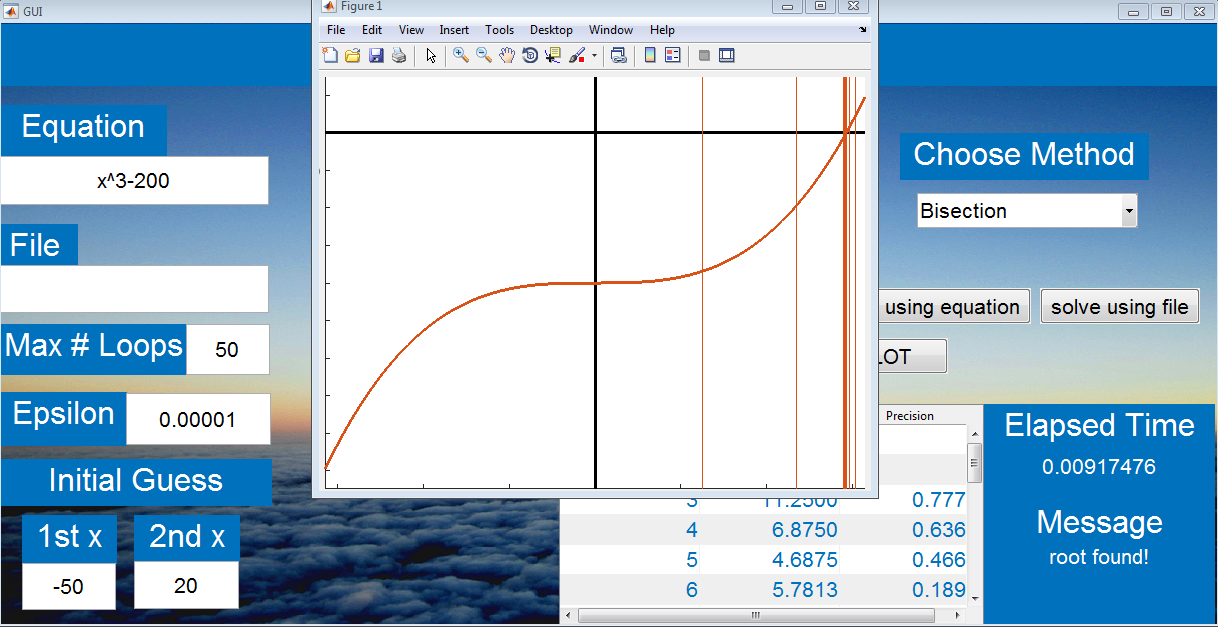 GUI
Figure 1
File Edit View Insert Tools Desktop Window Help
Equation
x^3-200
File
Max # Loops
50
Epsilon
0.00001
Initial Guess
1st x
2nd x
-50
20
Choose Method
Bisection
using equation
solve using file
LOT
Precision
3 11.2500 0.777
4 6.8750 0.636
5 4.6875 0.466
6 5.7813 0.189
Elapsed Time
0.00917476
Message
root found!